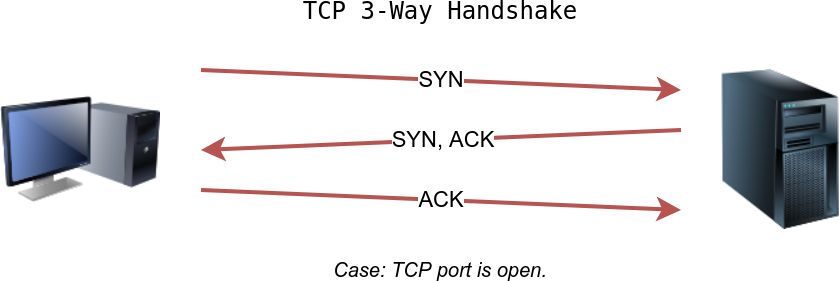 TCP 3-Way Handshake
SYN
SYN, ACK
ACK
Case: TCP port is open.